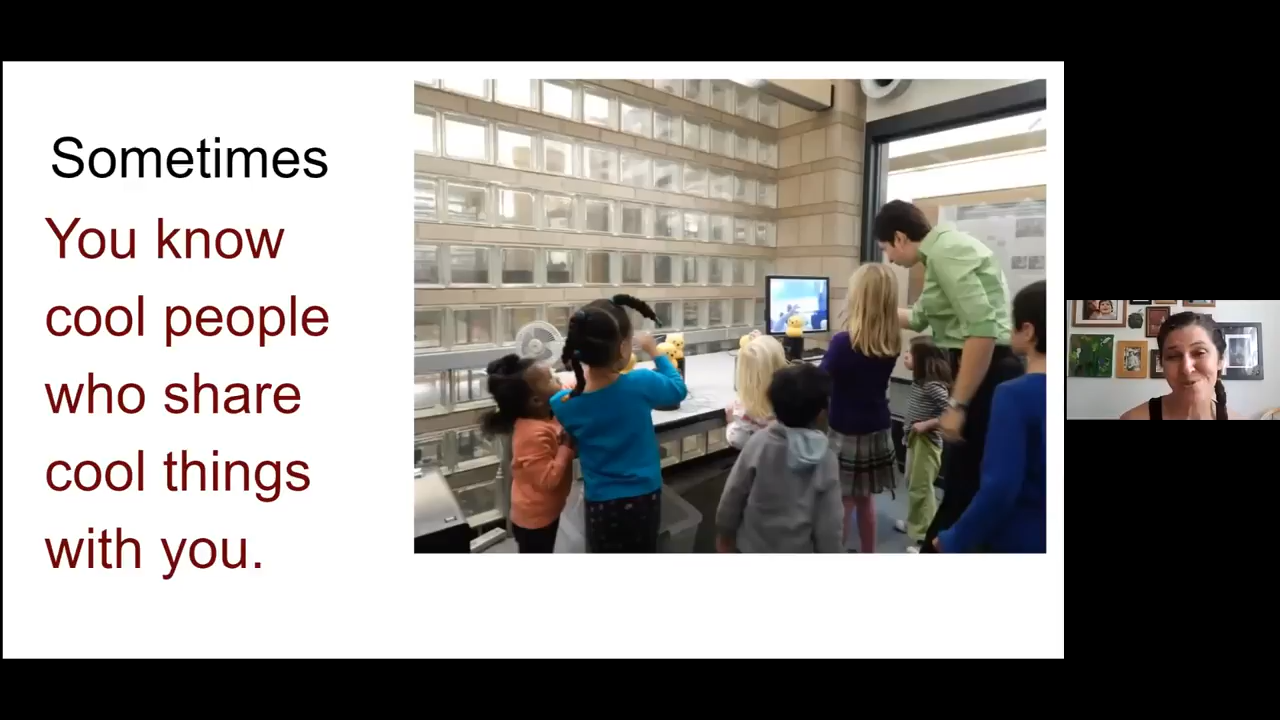 Sometimes
You know
cool people
who share
cool things
with you.